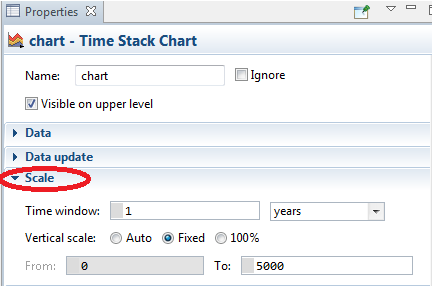 Properties
chart - Time Stack Chart
Name: chart Ignore
Visible on upper level
Data
Data update
Scale
Time window: 1 years
Vertical scale: Auto Fixed 100%
From: 0 To: 5000